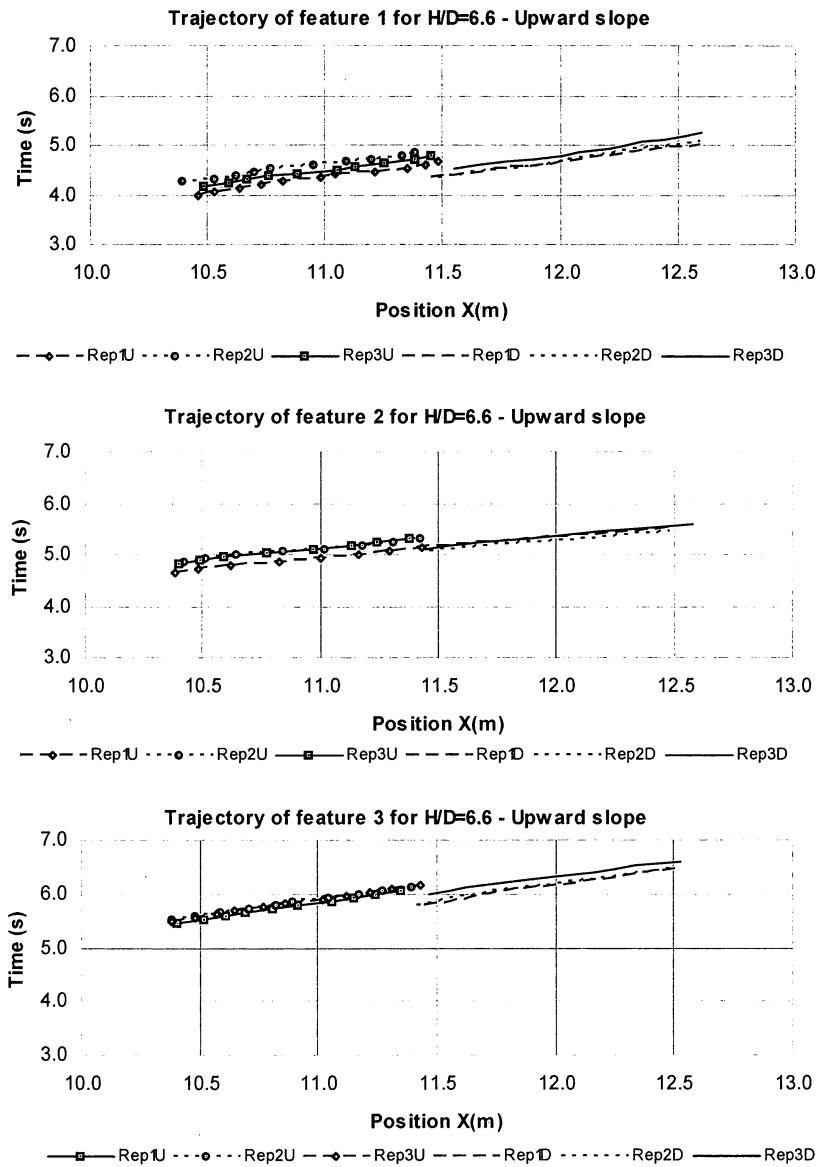 Trajectory of feature 1 for H/D=6.6 - Upward slope
7.0
6.0
5.0
4.0
3.0
Time (s)
10.0 10.5 11.0 11.5 12.0 12.5 13.0
Position X(m)
Rep1U Rep2U Rep3U Rep1D Rep2D Rep3D
Trajectory of feature 2 for H/D=6.6 - Upward slope
7.0
6.0
5.0
4.0
3.0
Time (s)
10.0 10.5 11.0 11.5 12.0 12.5 13.0
Position X(m)
Rep1U Rep2U Rep3U Rep1D Rep2D Rep3D
Trajectory of feature 3 for H/D=6.6 - Upward slope
7.0
6.0
5.0
4.0
3.0
Time (s)
10.0 10.5 11.0 11.5 12.0 12.5 13.0
Position X(m)
Rep1U Rep2U Rep3U Rep1D Rep2D Rep3D